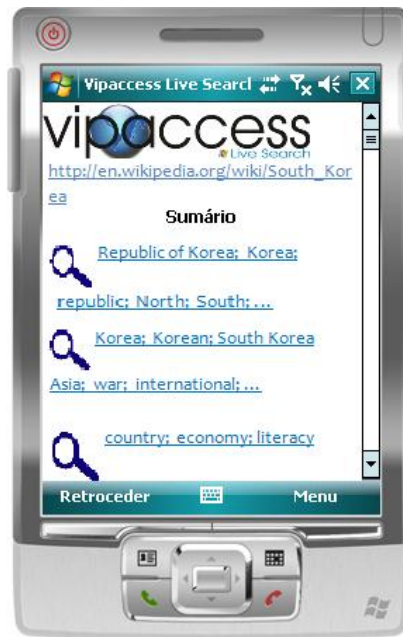 Vipaccess Live Searcl
vipaccess
Live Search
http://en.wikipedia.org/wiki/South_Kor
ea
Sumário
Republic of Korea; Korea;
republic; North; South; ...
Korea; Korean; South Korea
Asia; war; international; ...
country; economy; literacy
Retroceder Menu